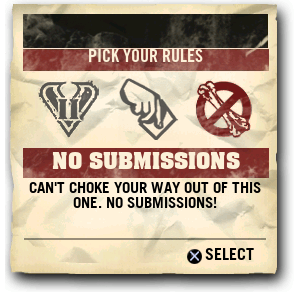 PICK YOUR RULES
NO SUBMISSIONS
CAN'T CHOKE YOUR WAY OUT OF THIS
ONE. NO SUBMISSIONS!
SELECT